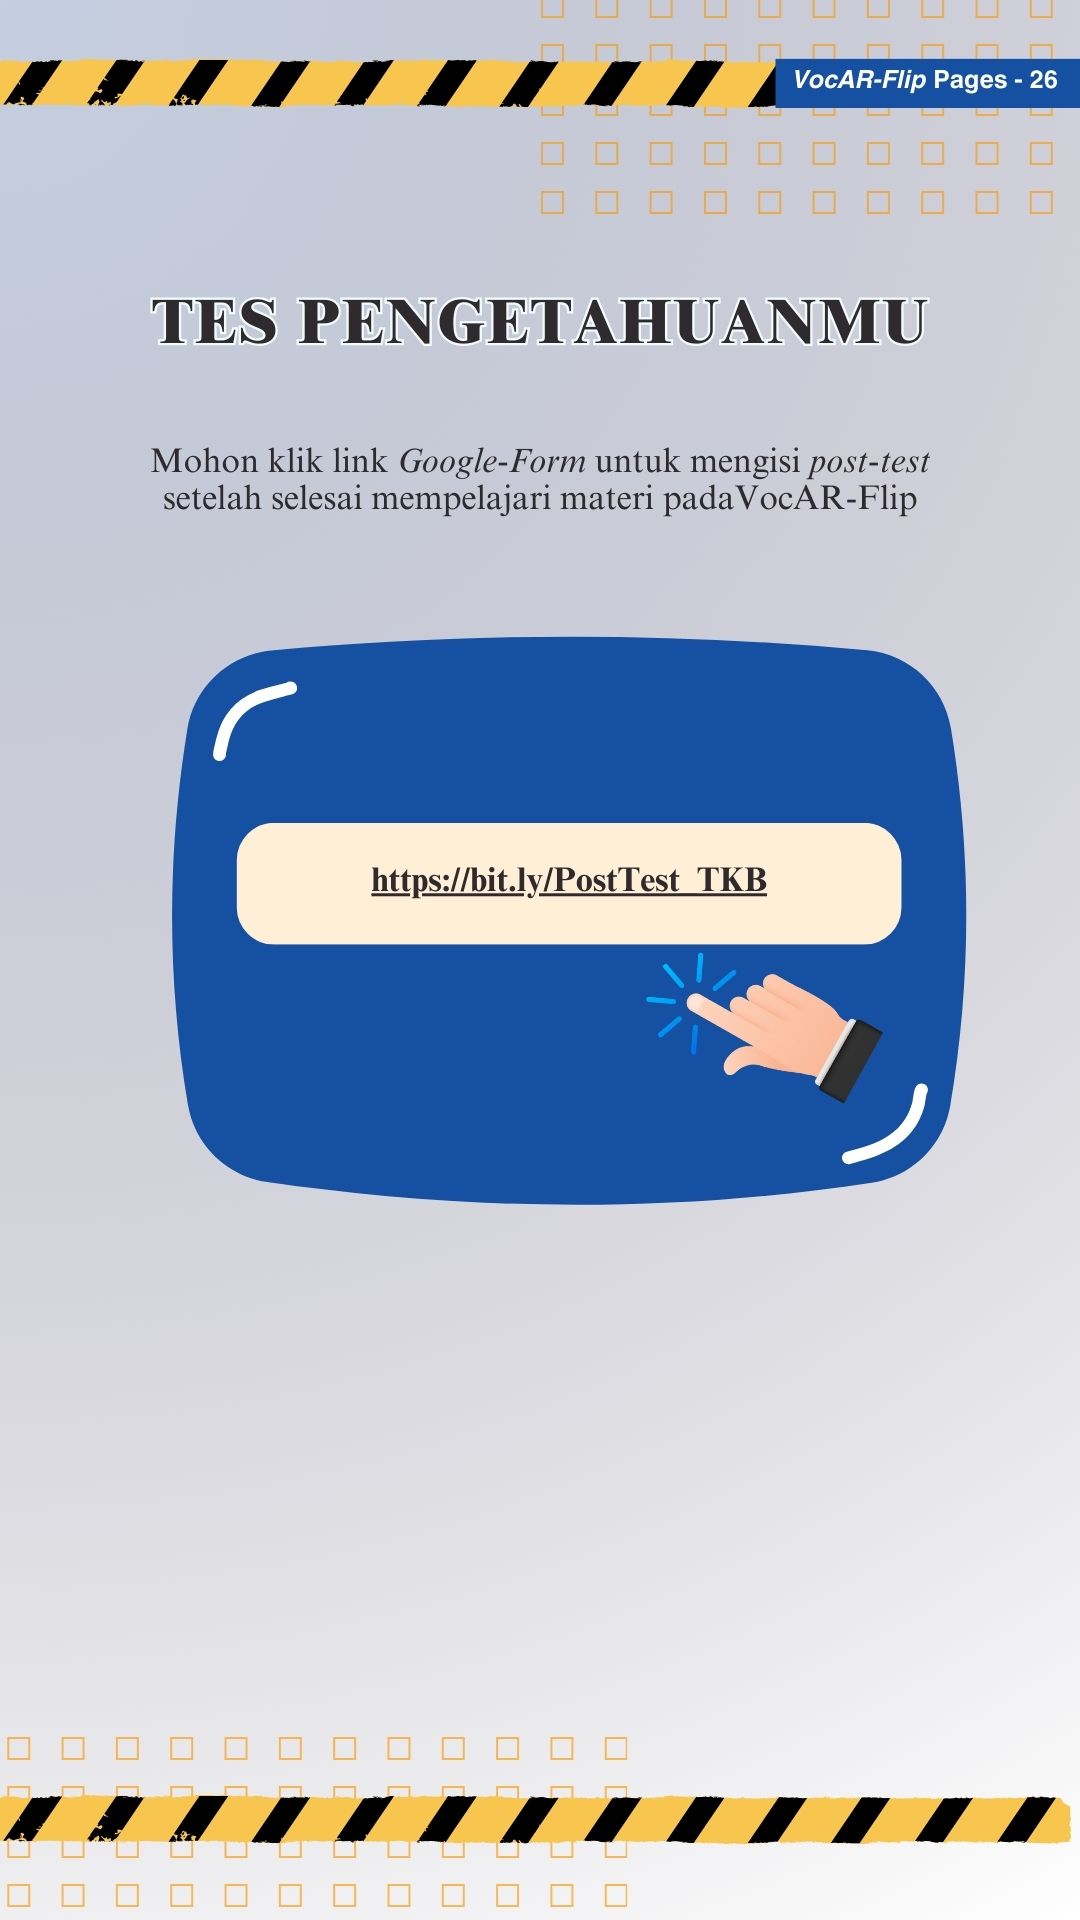 VocAR-Flip Pages - 26
TES PENGETAHUANMU
Mohon klik link Google-Form untuk mengisi post-test
setelah selesai mempelajari materi padaVocAR-Flip
https://bit.ly/PostTest_TKB